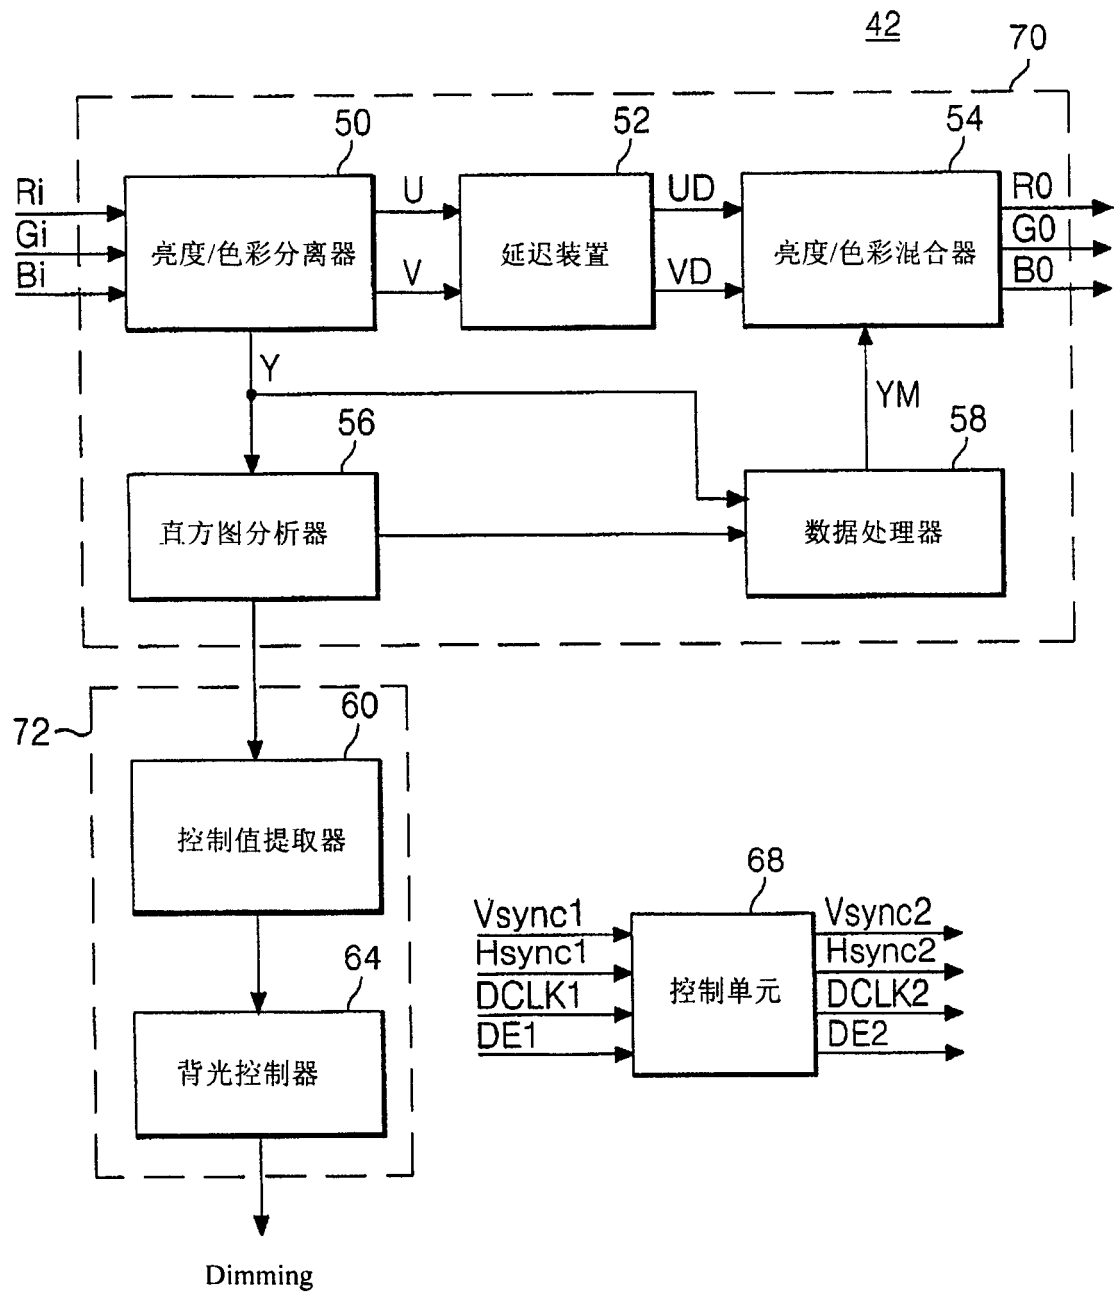 42
70
50
52
54
Ri
Gi
Bi
亮度/色彩分离器
U
V
延迟装置
UD
VD
亮度/色彩混合器
R0
G0
B0
Y
YM
56
58
直方图分析器
数据处理器
72
60
控制值提取器
64
背光控制器
Dimming
68
Vsync1
Hsync1
DCLK1
DE1
控制单元
Vsync2
Hsync2
DCLK2
DE2